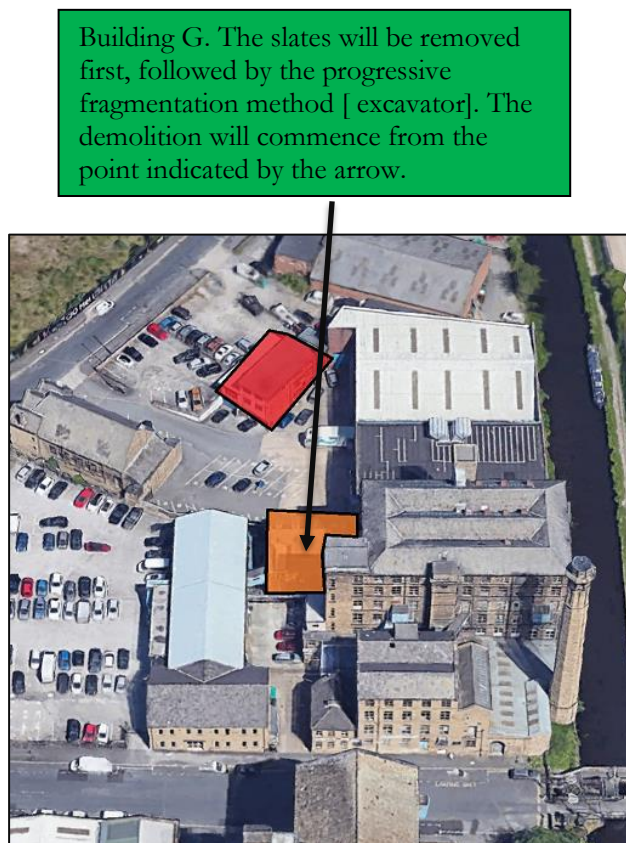 Building G. The slates will be removed
first, followed by the progressive
fragmentation method [ excavator]. The
demolition will commence from the
point indicated by the arrow.